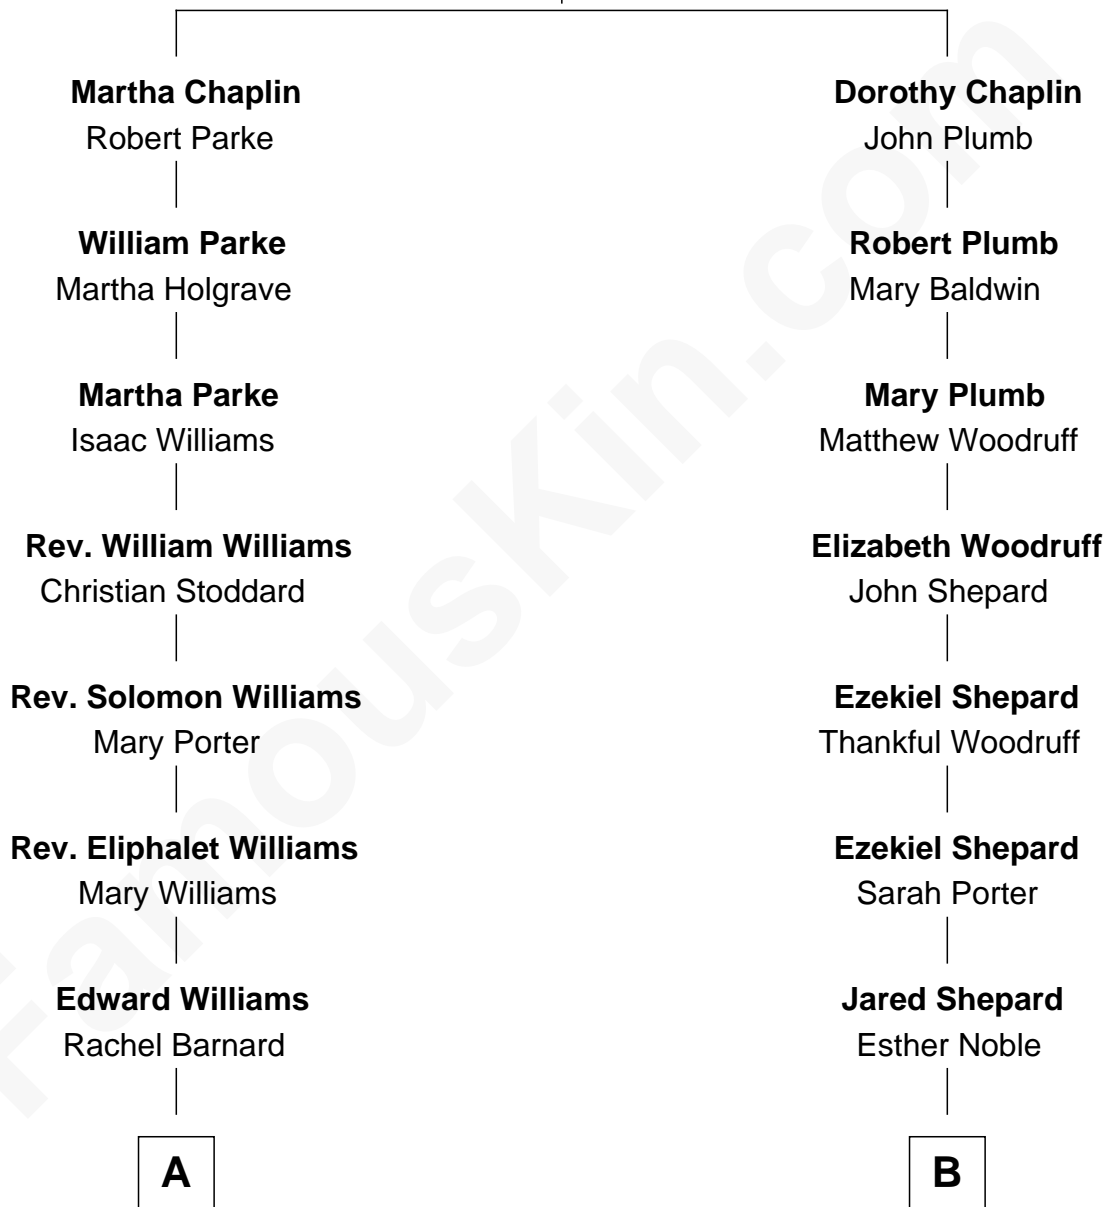 Martha Chaplin
Robert Parke
William Parke
Martha Holgrave
Martha Parke
Isaac Williams
Rev. William Williams
Christian Stoddard
Rev. Solomon Williams
Mary Porter
Rev. Eliphalet Williams
Mary Williams
Edward Williams
Rachel Barnard
A
Dorothy Chaplin
John Plumb
Robert Plumb
Mary Baldwin
Mary Plumb
Matthew Woodruff
Elizabeth Woodruff
John Shepard
Ezekiel Shepard
Thankful Woodruff
Ezekiel Shepard
Sarah Porter
Jared Shepard
Esther Noble
B
FamousKin.com